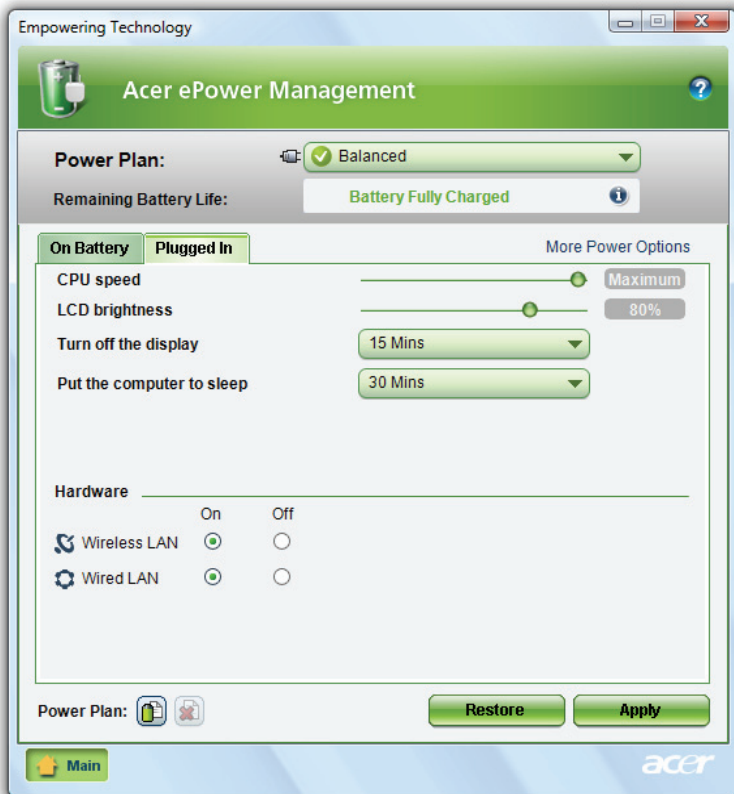 Empowering Technology
Acer ePower Management
?
Power Plan: Balanced
Remaining Battery Life: Battery Fully Charged i
On Battery Plugged In More Power Options
CPU speed Maximum
LCD brightness 80%
Turn off the display 15 Mins
Put the computer to sleep 30 Mins
Hardware
On Off
Wireless LAN
Wired LAN
Power Plan: Restore Apply
Main acer